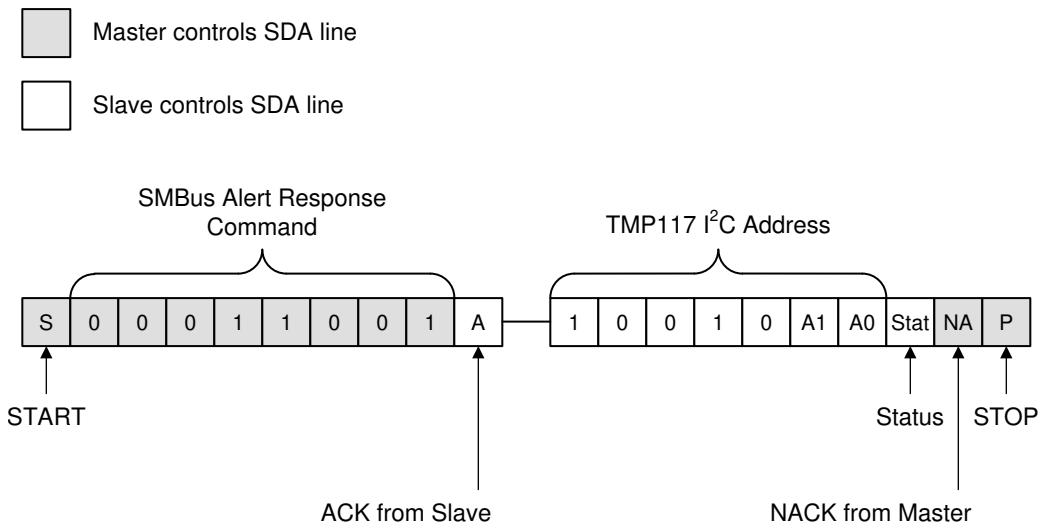 Master controls SDA line
Slave controls SDA line
SMBus Alert Response
Command
TMP117 I²C Address
S 0 0 0 1 1 0 0 1 A 1 0 0 1 0 A1 A0 Stat NA P
START
Status
STOP
ACK from Slave
NACK from Master